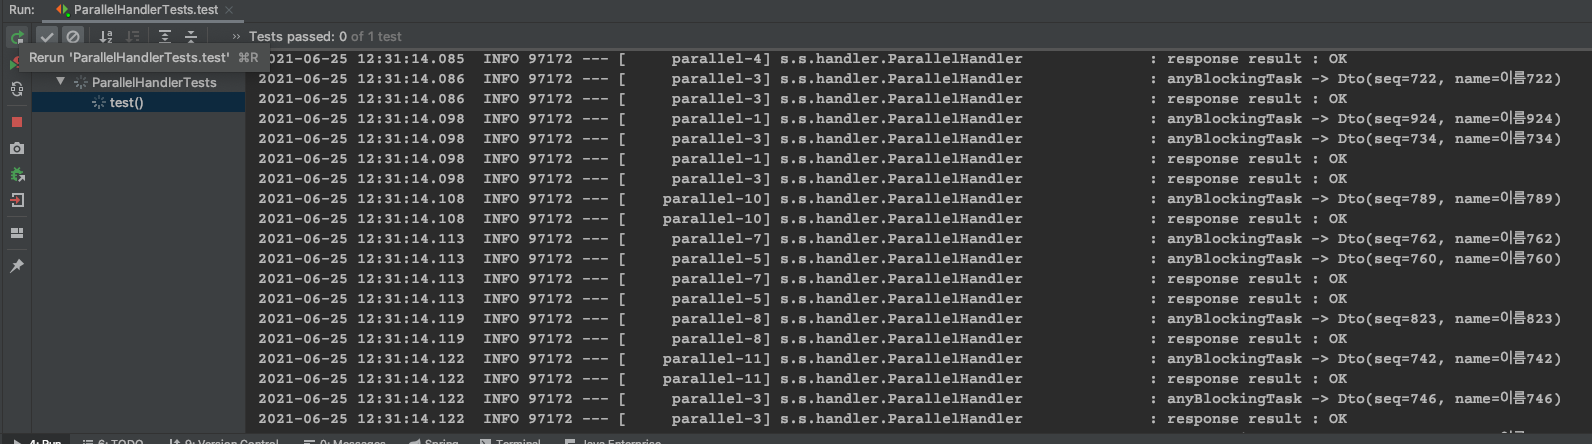 Run: ParallelHandlerTests.test ×
Tests passed: 0 of 1 test
Rerun 'ParallelHandlerTests.test' ⌘R
ParallelHandlerTests
test()
2021-06-25 12:31:14.085  INFO 97172 --- [     parallel-4] s.s.handler.ParallelHandler              : response result : OK
2021-06-25 12:31:14.086  INFO 97172 --- [     parallel-3] s.s.handler.ParallelHandler              : anyBlockingTask -> Dto(seq=722, name=이름722)
2021-06-25 12:31:14.086  INFO 97172 --- [     parallel-3] s.s.handler.ParallelHandler              : response result : OK
2021-06-25 12:31:14.098  INFO 97172 --- [     parallel-1] s.s.handler.ParallelHandler              : anyBlockingTask -> Dto(seq=924, name=이름924)
2021-06-25 12:31:14.098  INFO 97172 --- [     parallel-3] s.s.handler.ParallelHandler              : anyBlockingTask -> Dto(seq=734, name=이름734)
2021-06-25 12:31:14.098  INFO 97172 --- [     parallel-1] s.s.handler.ParallelHandler              : response result : OK
2021-06-25 12:31:14.098  INFO 97172 --- [     parallel-3] s.s.handler.ParallelHandler              : response result : OK
2021-06-25 12:31:14.108  INFO 97172 --- [    parallel-10] s.s.handler.ParallelHandler              : anyBlockingTask -> Dto(seq=789, name=이름789)
2021-06-25 12:31:14.108  INFO 97172 --- [    parallel-10] s.s.handler.ParallelHandler              : response result : OK
2021-06-25 12:31:14.113  INFO 97172 --- [     parallel-7] s.s.handler.ParallelHandler              : anyBlockingTask -> Dto(seq=762, name=이름762)
2021-06-25 12:31:14.113  INFO 97172 --- [     parallel-5] s.s.handler.ParallelHandler              : anyBlockingTask -> Dto(seq=760, name=이름760)
2021-06-25 12:31:14.113  INFO 97172 --- [     parallel-7] s.s.handler.ParallelHandler              : response result : OK
2021-06-25 12:31:14.113  INFO 97172 --- [     parallel-5] s.s.handler.ParallelHandler              : response result : OK
2021-06-25 12:31:14.119  INFO 97172 --- [     parallel-8] s.s.handler.ParallelHandler              : anyBlockingTask -> Dto(seq=823, name=이름823)
2021-06-25 12:31:14.119  INFO 97172 --- [     parallel-8] s.s.handler.ParallelHandler              : response result : OK
2021-06-25 12:31:14.122  INFO 97172 --- [    parallel-11] s.s.handler.ParallelHandler              : anyBlockingTask -> Dto(seq=742, name=이름742)
2021-06-25 12:31:14.122  INFO 97172 --- [    parallel-11] s.s.handler.ParallelHandler              : response result : OK
2021-06-25 12:31:14.122  INFO 97172 --- [     parallel-3] s.s.handler.ParallelHandler              : anyBlockingTask -> Dto(seq=746, name=이름746)
2021-06-25 12:31:14.122  INFO 97172 --- [     parallel-3] s.s.handler.ParallelHandler              : response result : OK
4: Run 6: TODO 9: Version Control 0: Messages Spring Terminal Java Enterprise